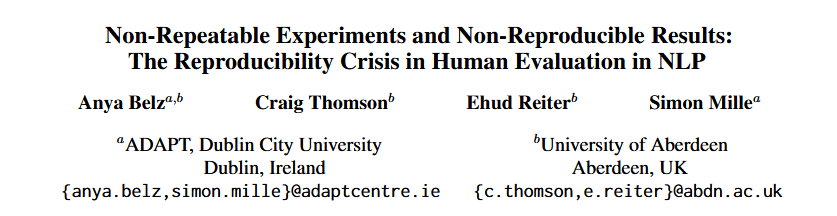 Non-Repeatable Experiments and Non-Reproducible Results:
The Reproducibility Crisis in Human Evaluation in NLP
Anya Belz^a,b Craig Thomson^b Ehud Reiter^b Simon Mille^a
^a ADAPT, Dublin City University ^b University of Aberdeen
Dublin, Ireland Aberdeen, UK
{anya.belz,simon.mille}@adaptcentre.ie {c.thomson,e.reiter}@abdn.ac.uk